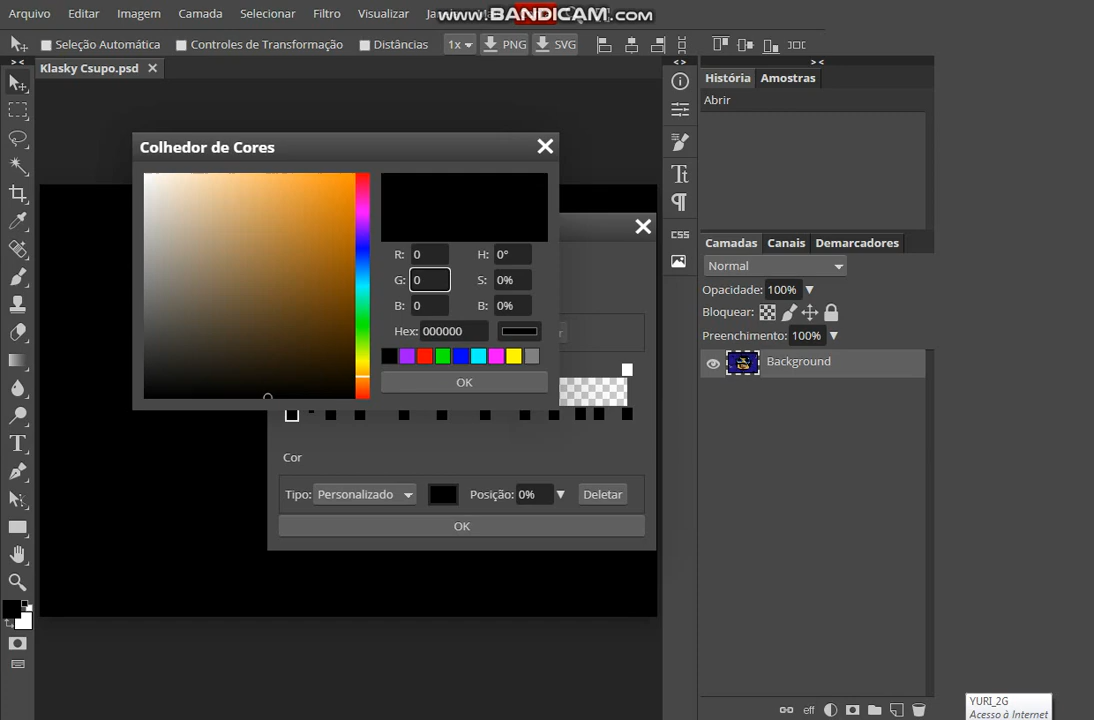 Arquivo Editar Imagem Camada Selecionar Filtro Visualizar
www.BANDICAM.com
Seleção Automática Controles de Transformação Distâncias 1x PNG SVG
Klasky Csupo.psd
História Amostras
Abrir
Colhedor de Cores
R: 0 H: 0°
G: 0 S: 0%
B: 0 B: 0%
Hex: 000000
OK
Cor
Tipo: Personalizado Posição: 0% Deletar
OK
CSS
Camadas Canais Demarcadores
Normal
Opacidade: 100%
Bloquear:
Preenchimento: 100%
Background
eff
YURI_2G
Acesso à Internet